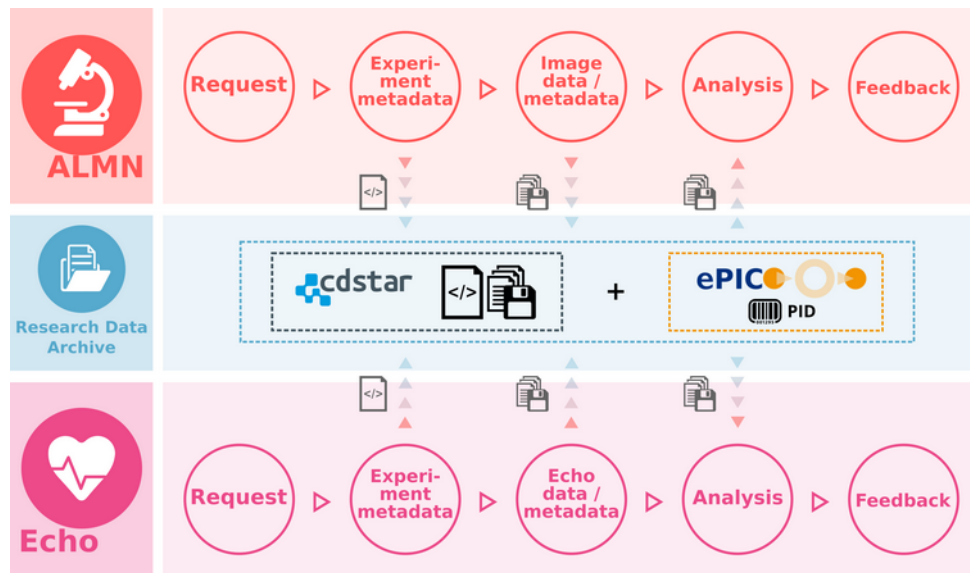 Request
Experi-
ment
metadata
Image
data /
metadata
Analysis
Feedback
ALMN
</>
Research Data
Archive
cdstar
</>
+
ePIC
PID
</>
Request
Experi-
ment
metadata
Echo
data /
metadata
Analysis
Feedback
Echo